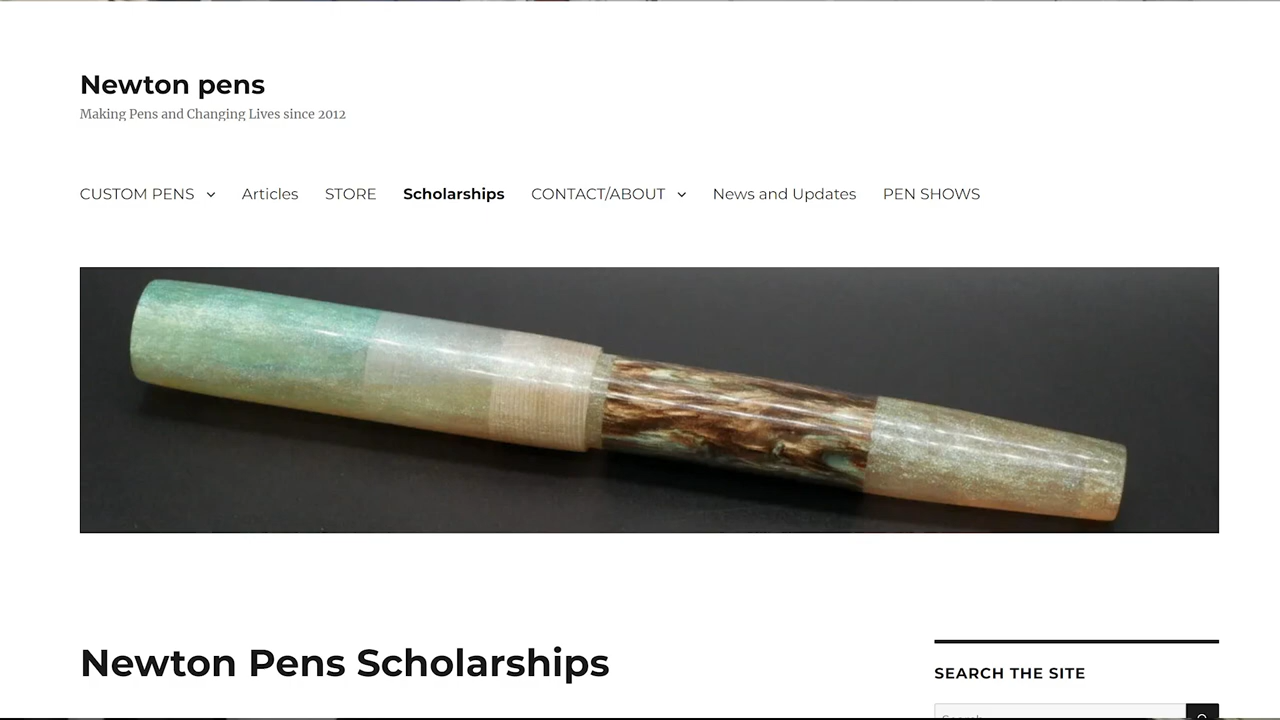 Newton pens
Making Pens and Changing Lives since 2012
CUSTOM PENS Articles STORE Scholarships CONTACT/ABOUT News and Updates PEN SHOWS
Newton Pens Scholarships
SEARCH THE SITE